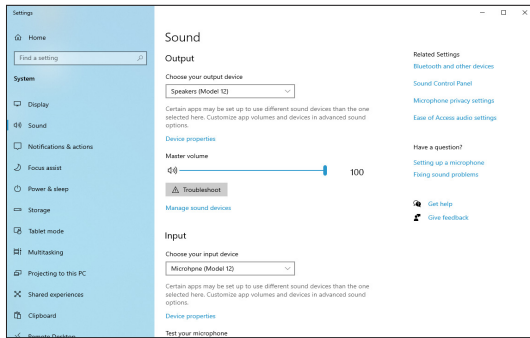 Settings
Home
Find a setting
System
Display
Sound
Notifications & actions
Focus assist
Power & sleep
Storage
Tablet mode
Multitasking
Projecting to this PC
Shared experiences
Clipboard
Remote Desktop
Sound
Output
Choose your output device
Speakers (Model 12)
Certain apps may be set up to use different sound devices than the one
selected here. Customize app volumes and devices in advanced sound
options.
Device properties
Master volume
100
Troubleshoot
Manage sound devices
Input
Choose your input device
Microhpne (Model 12)
Certain apps may be set up to use different sound devices than the one
selected here. Customize app volumes and devices in advanced sound
options.
Device properties
Test your microphone
Related Settings
Bluetooth and other devices
Sound Control Panel
Microphone privacy settings
Ease of Access audio settings
Have a question?
Setting up a microphone
Fixing sound problems
Get help
Give feedback